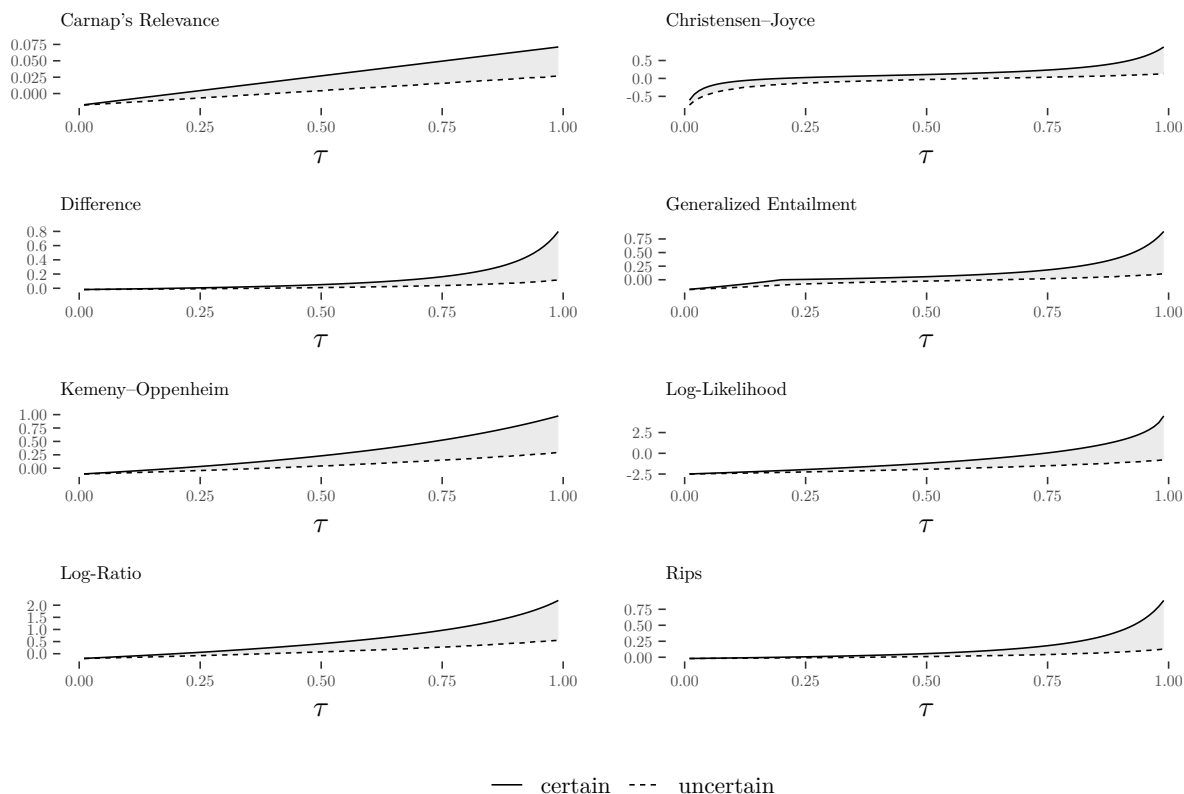 Carnap's Relevance
0.075
0.050
0.025
0.000
0.00 0.25 0.50 0.75 1.00
τ
Christensen–Joyce
0.5
0.0
-0.5
0.00 0.25 0.50 0.75 1.00
τ
Difference
0.8
0.6
0.4
0.2
0.0
0.00 0.25 0.50 0.75 1.00
τ
Generalized Entailment
0.75
0.50
0.25
0.00
0.00 0.25 0.50 0.75 1.00
τ
Kemeny–Oppenheim
1.00
0.75
0.50
0.25
0.00
0.00 0.25 0.50 0.75 1.00
τ
Log-Likelihood
2.5
0.0
-2.5
0.00 0.25 0.50 0.75 1.00
τ
Log-Ratio
2.0
1.5
1.0
0.5
0.0
0.00 0.25 0.50 0.75 1.00
τ
Rips
0.75
0.50
0.25
0.00
0.00 0.25 0.50 0.75 1.00
τ
certain uncertain